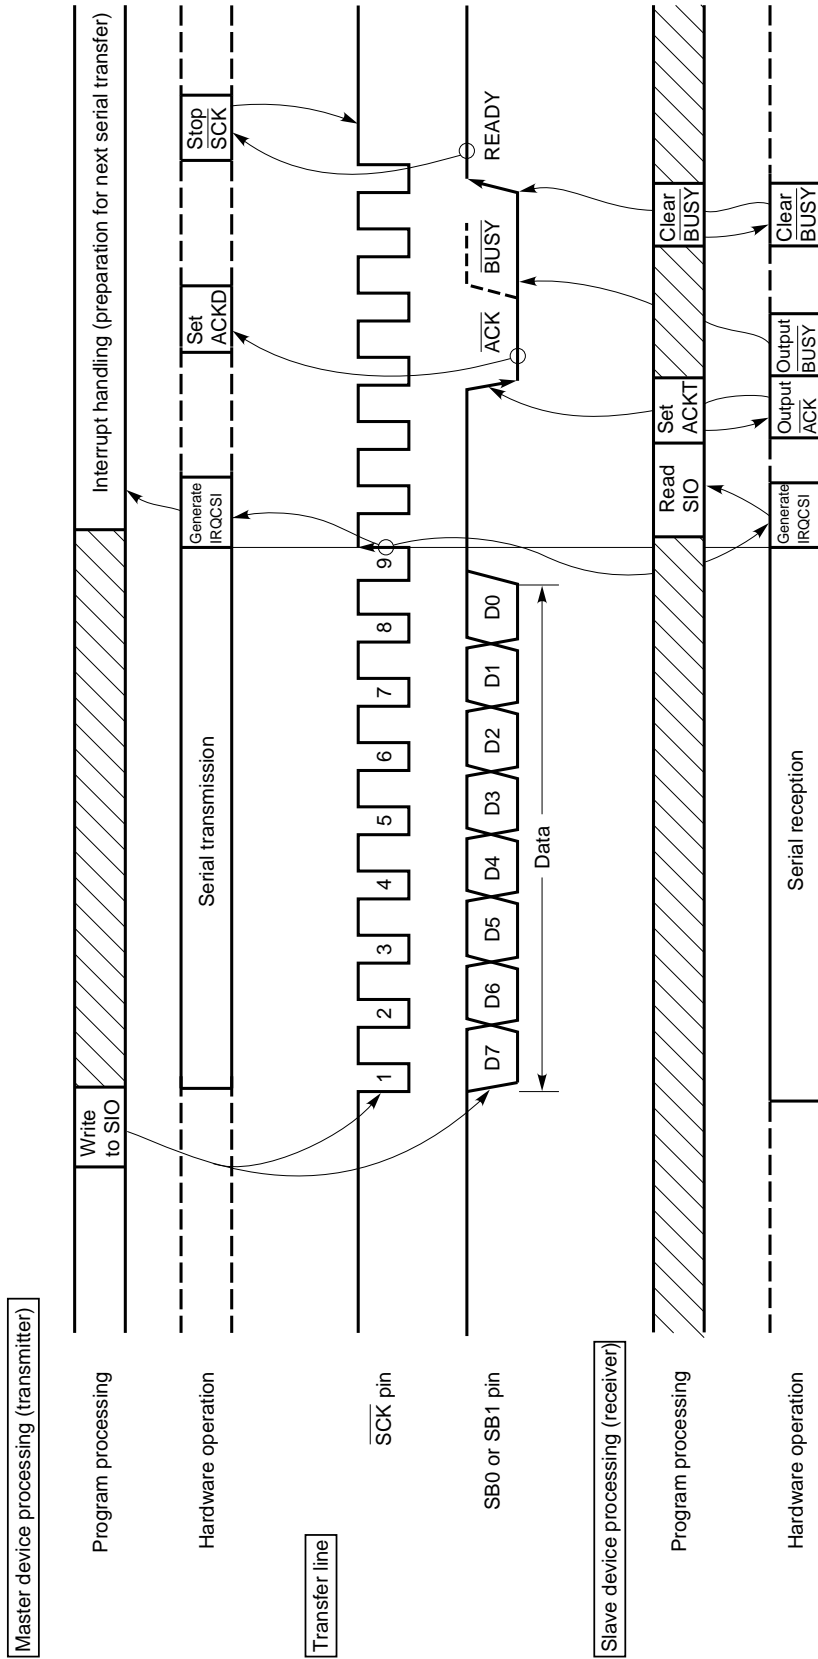 Master device processing (transmitter)
Program processing
Write
to SIO
Interrupt handling (preparation for next serial transfer)
Hardware operation
Serial transmission
Generate
IRQCSI
Set
ACKD
Stop
SCK
Transfer line
SCK pin
1 2 3 4 5 6 7 8 9
SB0 or SB1 pin
D7 D6 D5 D4 D3 D2 D1 D0
ACK
BUSY
READY
Data
Slave device processing (receiver)
Program processing
Read
SIO
Set
ACKT
Clear
BUSY
Hardware operation
Serial reception
Generate
IRQCSI
Output
ACK
Output
BUSY
Clear
BUSY